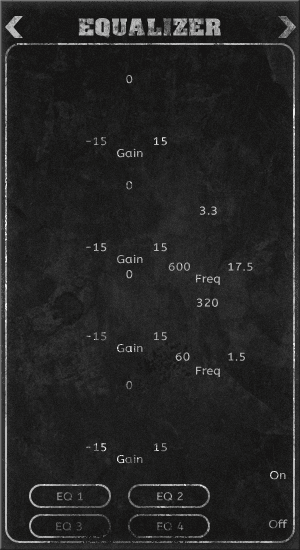 EQUALIZER
0
-15 15
Gain
0
3.3
-15 15
Gain
600 17.5
0
Freq
320
-15 15
Gain
60 1.5
Freq
0
-15 15
Gain
On
EQ 1 EQ 2
EQ 3 EQ 4 Off